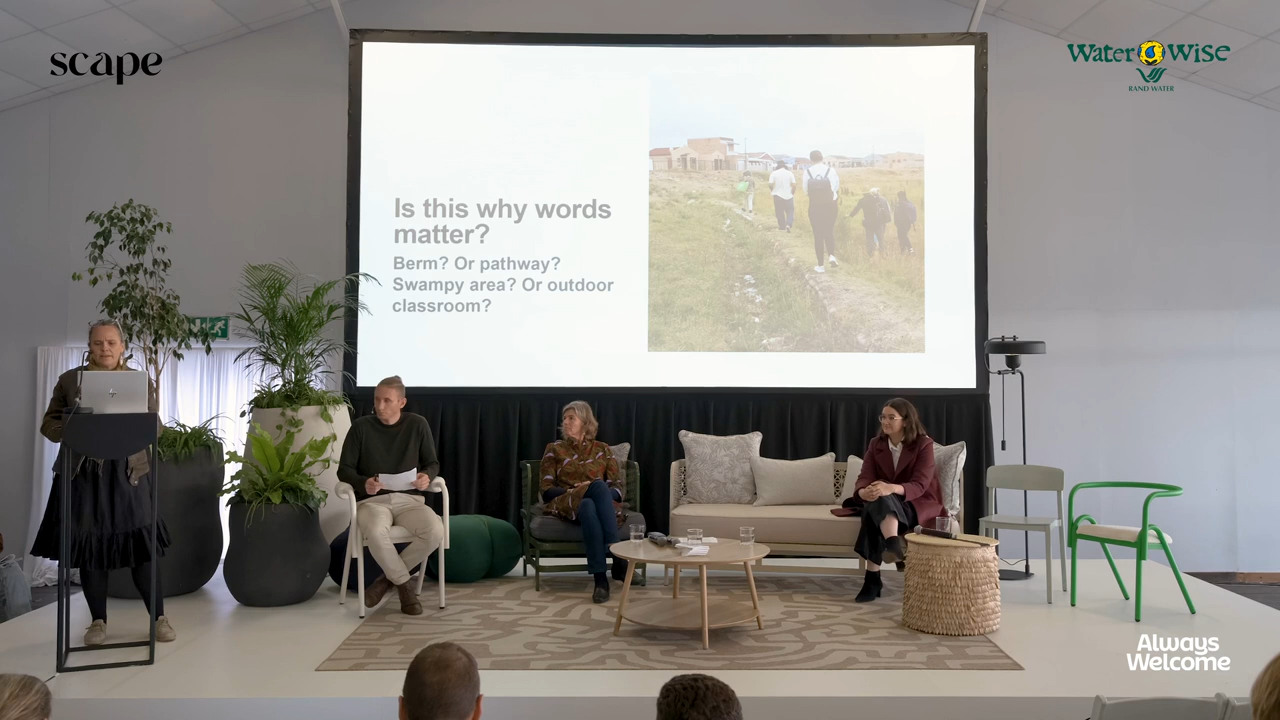 scape
Water Wise
RAND WATER
Is this why words
matter?
Berm? Or pathway?
Swampy area? Or outdoor
classroom?
Always
Welcome